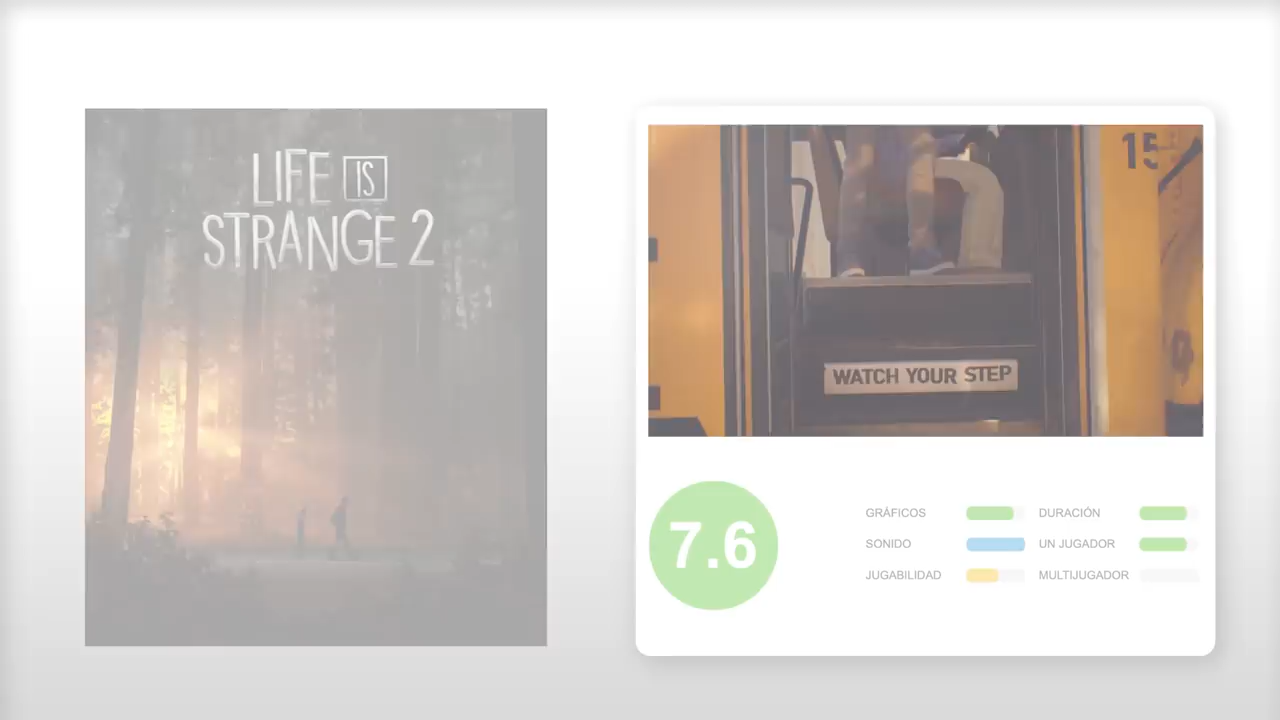 LIFE IS
STRANGE 2
15
WATCH YOUR STEP
7.6
GRÁFICOS
DURACIÓN
SONIDO
UN JUGADOR
JUGABILIDAD
MULTIJUGADOR